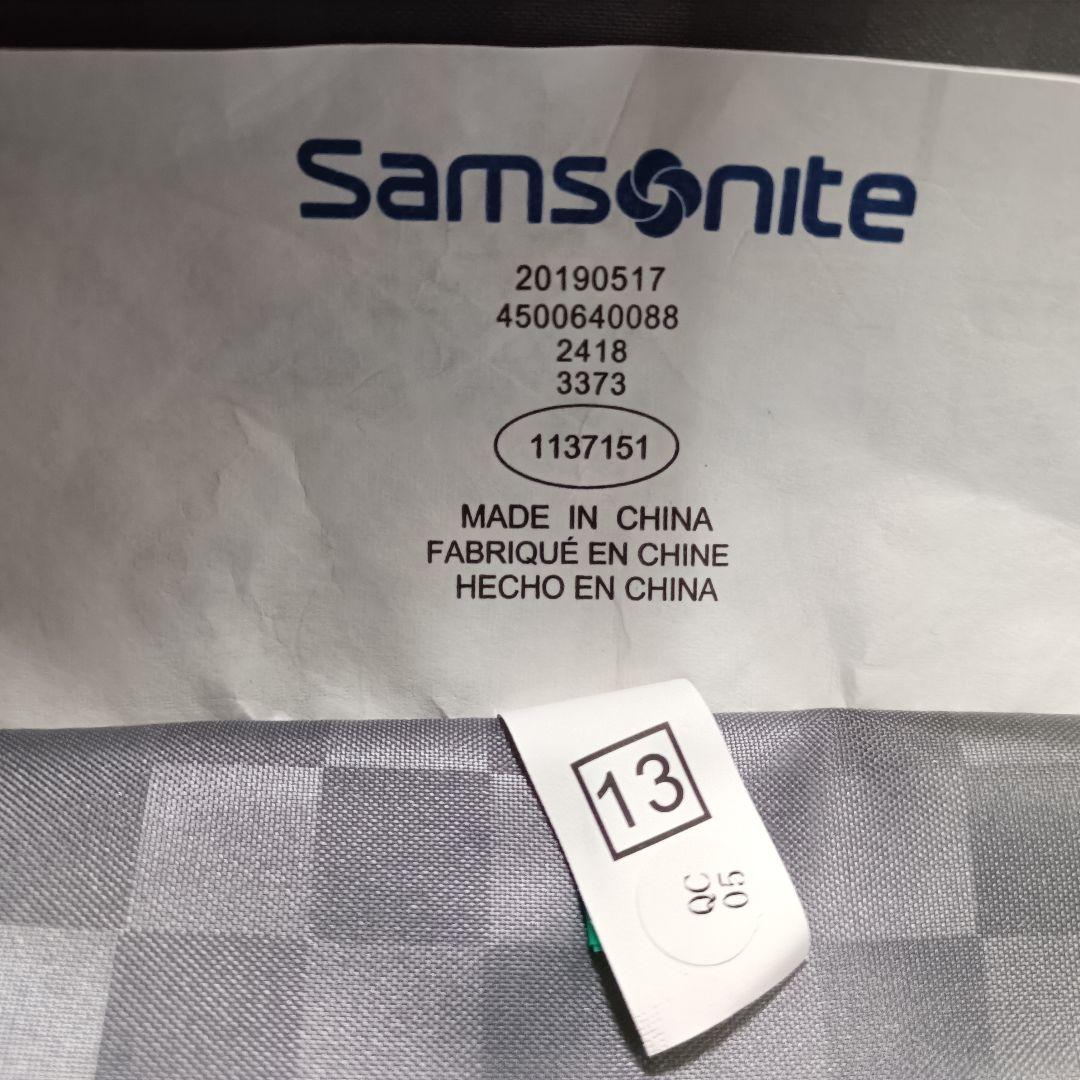 Samsonite
20190517
4500640088
2418
3373
1137151
MADE IN CHINA
FABRIQUÉ EN CHINE
HECHO EN CHINA
13
QC
05